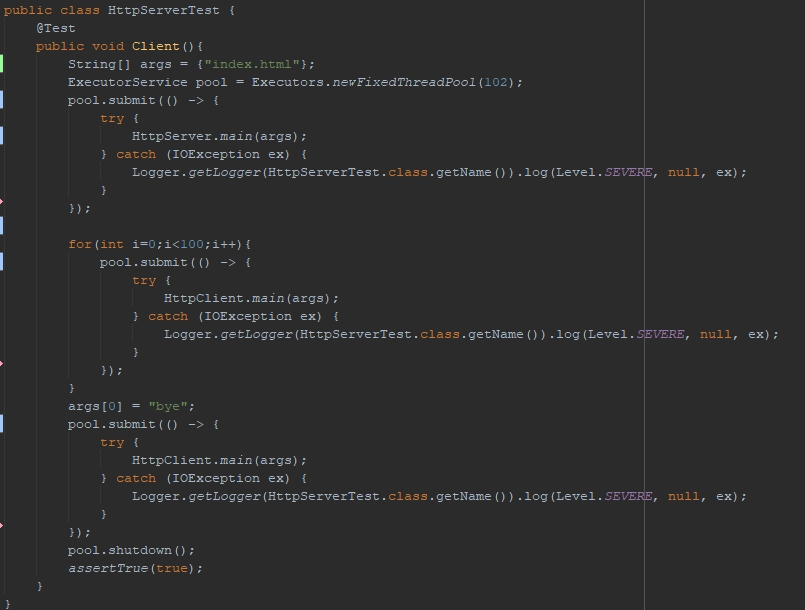 public class HttpServerTest {
    @Test
    public void Client(){
        String[] args = {"index.html"};
        ExecutorService pool = Executors.newFixedThreadPool(102);
        pool.submit(() -> {
            try {
                HttpServer.main(args);
            } catch (IOException ex) {
                Logger.getLogger(HttpServerTest.class.getName()).log(Level.SEVERE, null, ex);
            }
        });

        for(int i=0;i<100;i++){
            pool.submit(() -> {
                try {
                    HttpClient.main(args);
                } catch (IOException ex) {
                    Logger.getLogger(HttpServerTest.class.getName()).log(Level.SEVERE, null, ex);
                }
            });
        }
        args[0] = "bye";
        pool.submit(() -> {
            try {
                HttpClient.main(args);
            } catch (IOException ex) {
                Logger.getLogger(HttpServerTest.class.getName()).log(Level.SEVERE, null, ex);
            }
        });
        pool.shutdown();
        assertTrue(true);
    }
}